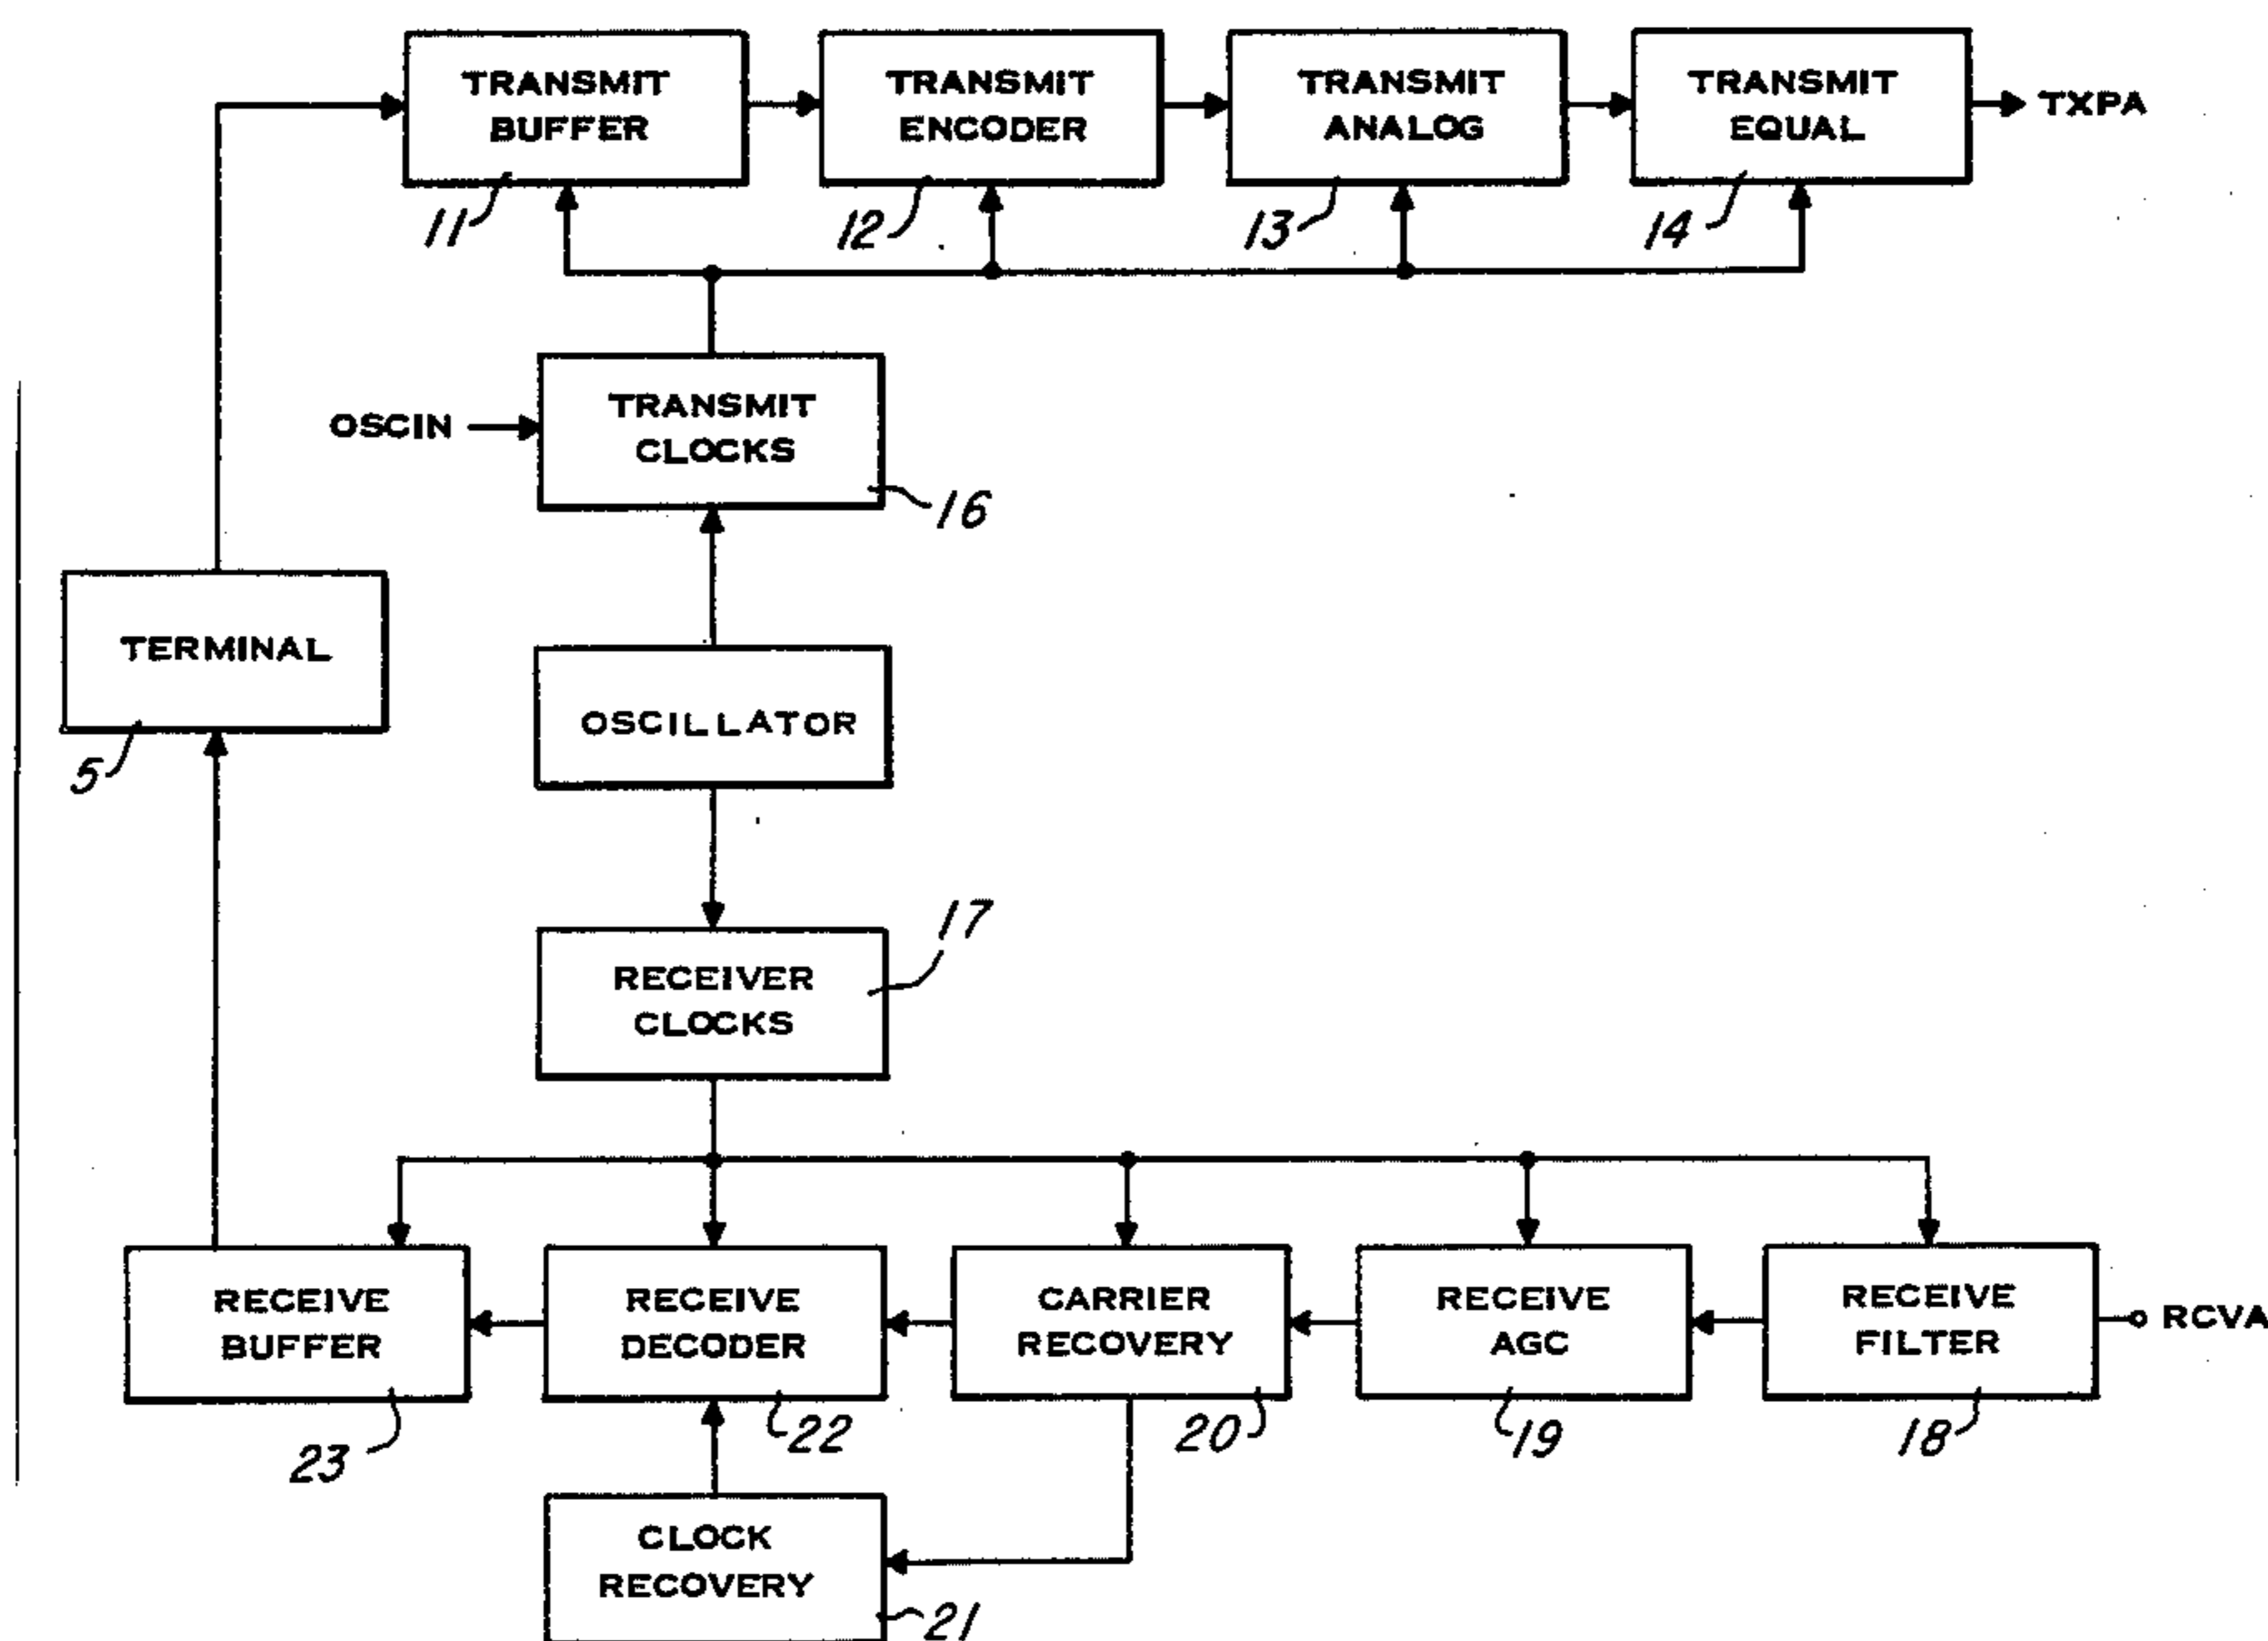 TRANSMIT
BUFFER
11
TRANSMIT
ENCODER
12
TRANSMIT
ANALOG
13
TRANSMIT
EQUAL
14
TXPA
OSCIN
TRANSMIT
CLOCKS
16
TERMINAL
5
OSCILLATOR
RECEIVER
CLOCKS
17
RECEIVE
BUFFER
23
RECEIVE
DECODER
22
CARRIER
RECOVERY
20
RECEIVE
AGC
19
RECEIVE
FILTER
18
RCVA
CLOCK
RECOVERY
21